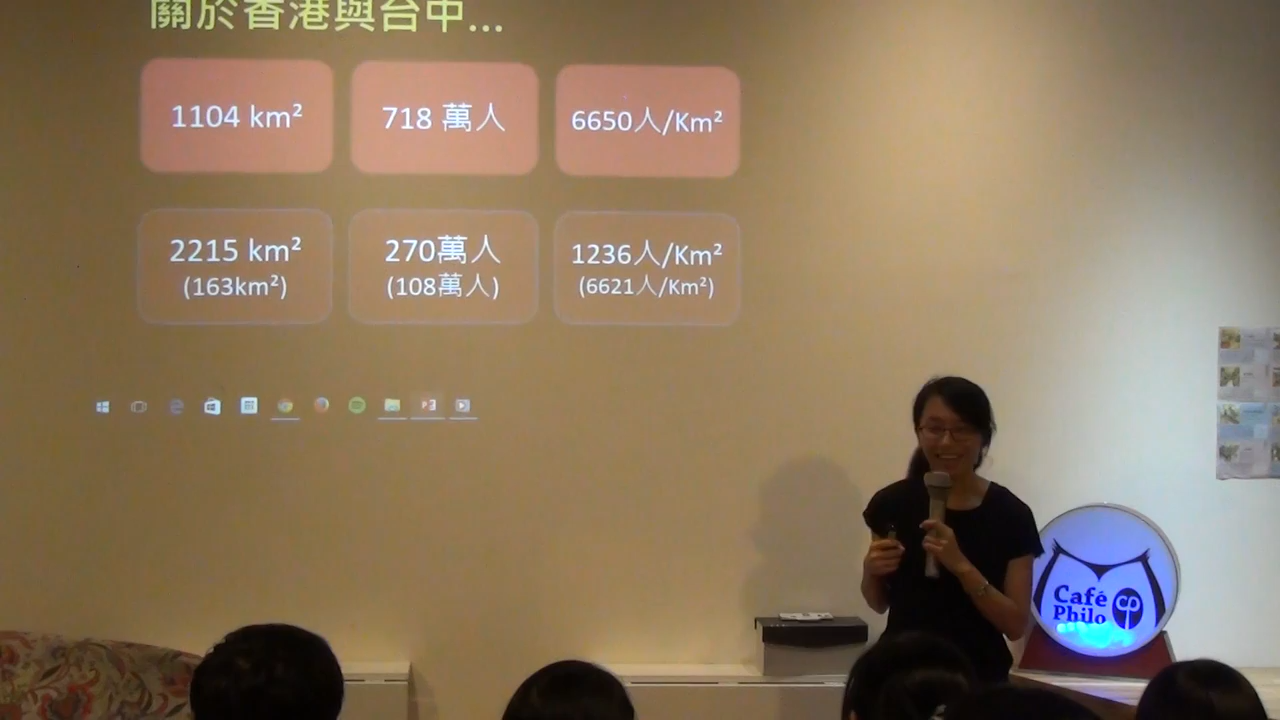 關於香港與台中...
1104 km²
718 萬人
6650人/Km²
2215 km²
(163km²)
270萬人
(108萬人)
1236人/Km²
(6621人/Km²)
Café
Philo